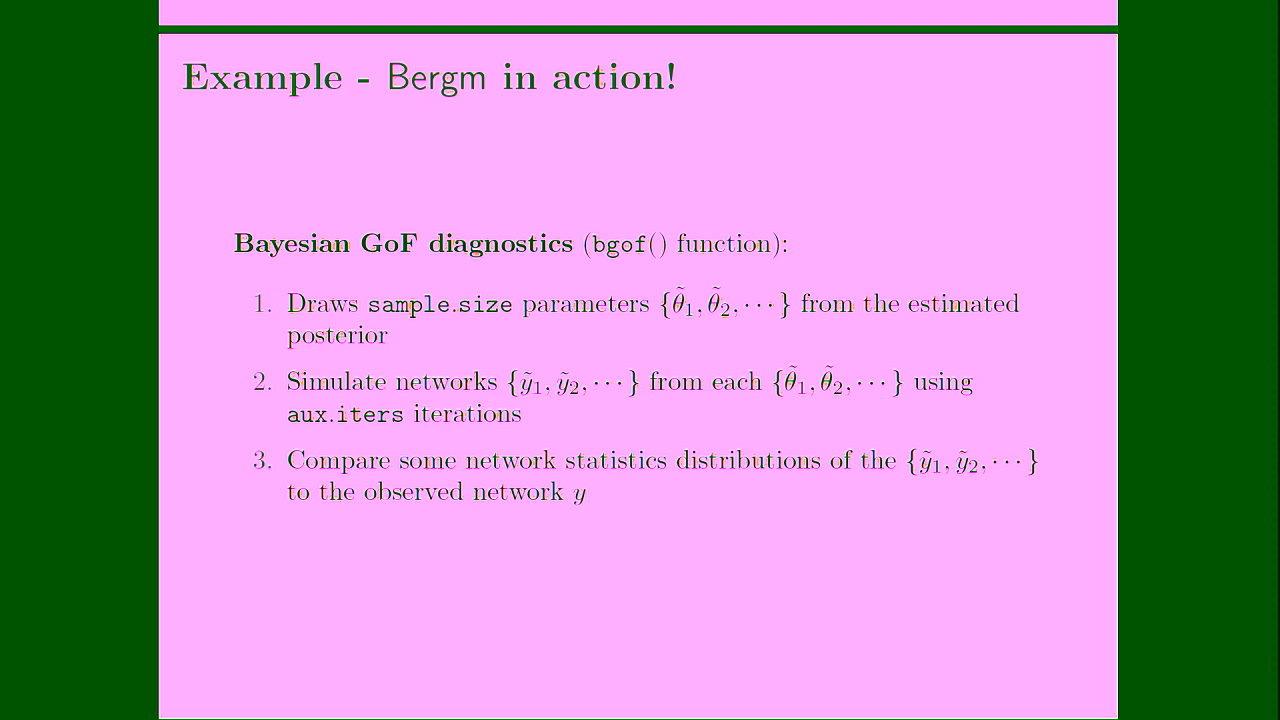 Example - Bergm in action!
Bayesian GoF diagnostics (bgof() function):
1. Draws sample.size parameters {θ̃₁, θ̃₂, ⋯} from the estimated
posterior
2. Simulate networks {ỹ₁, ỹ₂, ⋯} from each {θ̃₁, θ̃₂, ⋯} using
aux.iters iterations
3. Compare some network statistics distributions of the {ỹ₁, ỹ₂, ⋯}
to the observed network y